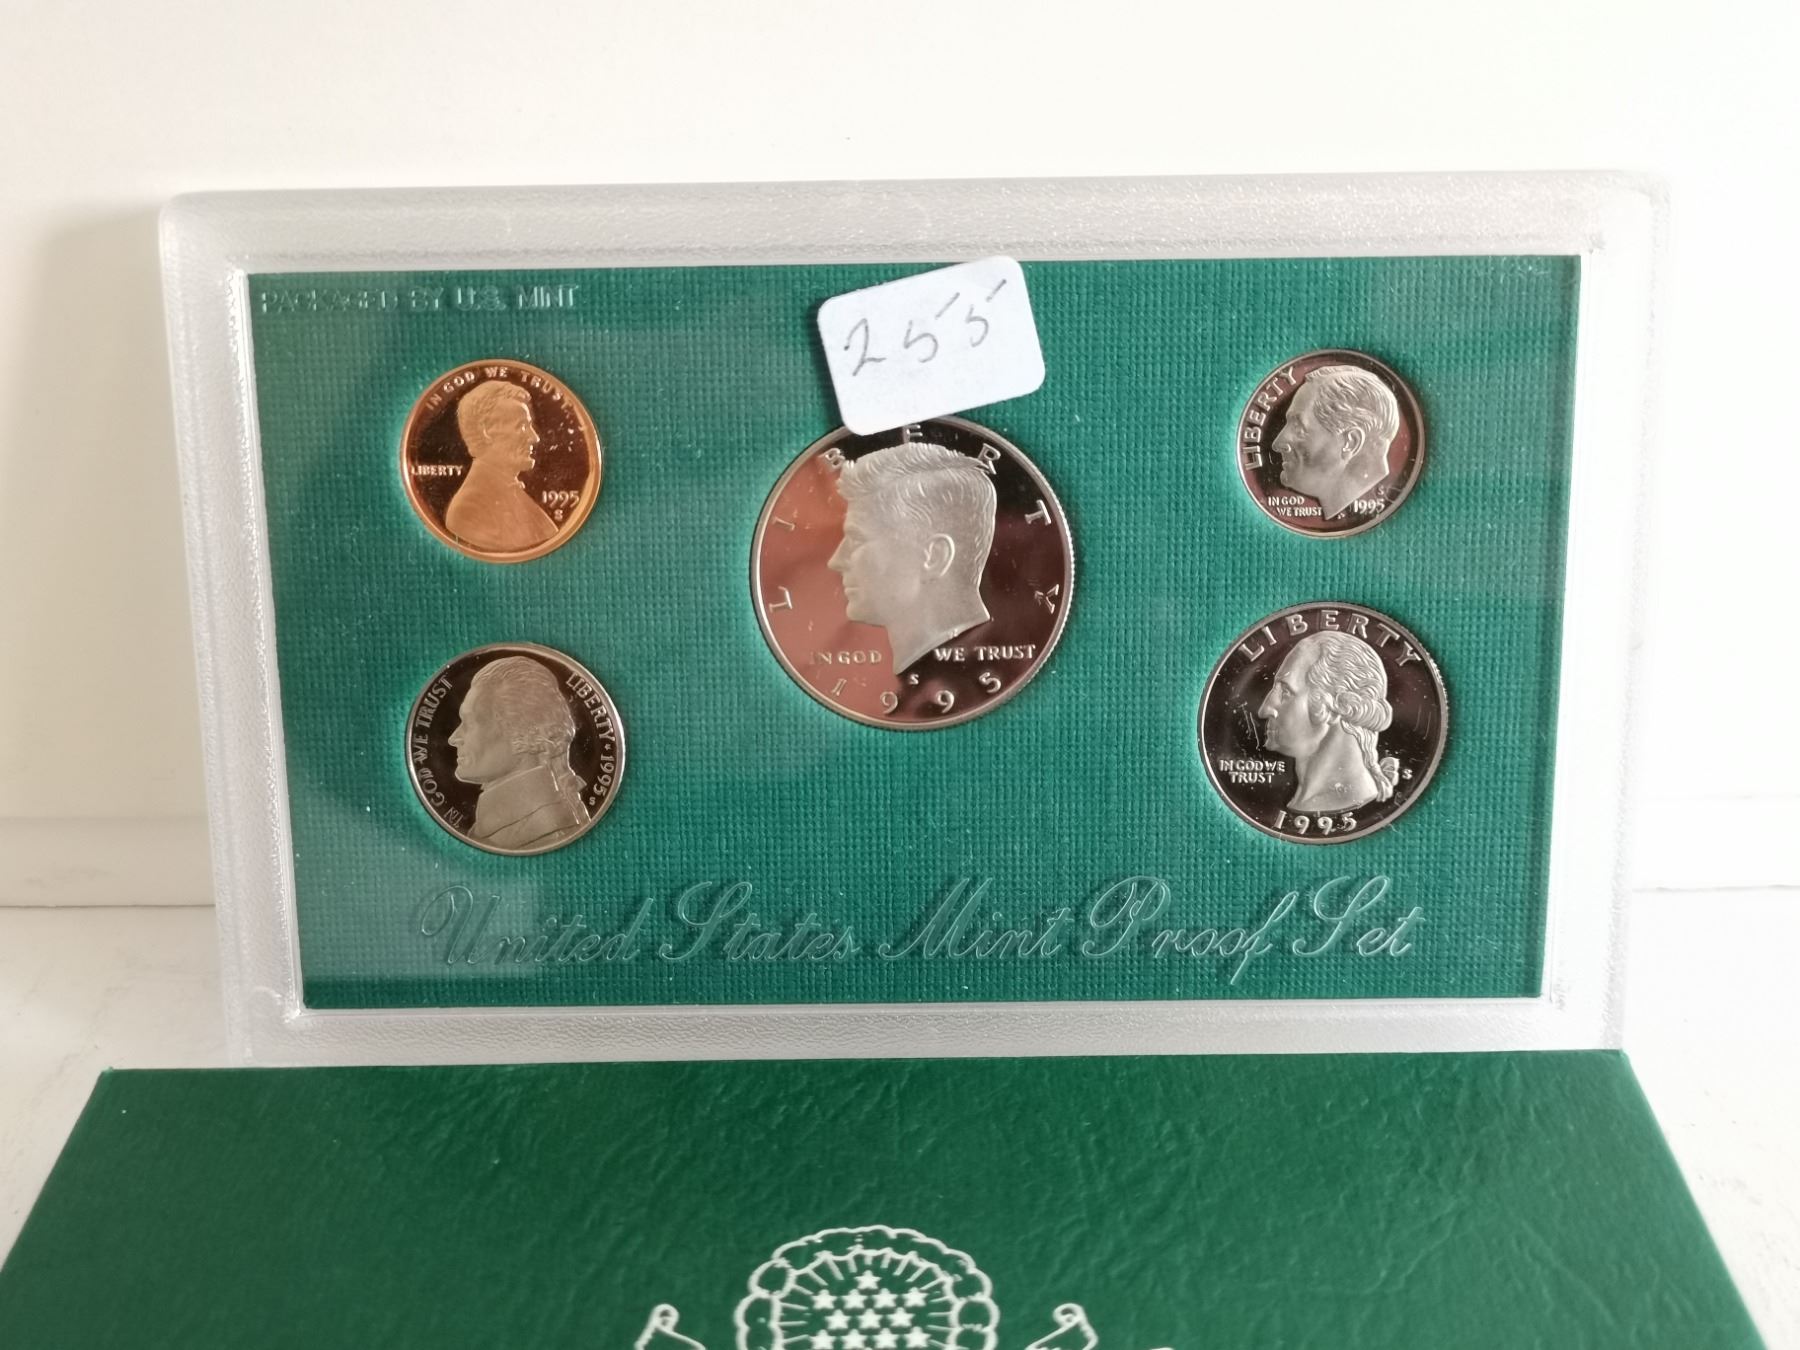 PACKAGED BY U.S. MINT
255
IN GOD WE TRUST
LIBERTY
1995
S
LIBERTY
IN GOD WE TRUST
S
1995
LIBERTY
IN GOD
WE TRUST
S
1995
IN GOD WE TRUST
LIBERTY · 1995
S
LIBERTY
IN GOD WE
TRUST
S
1995
United States Mint Proof Set